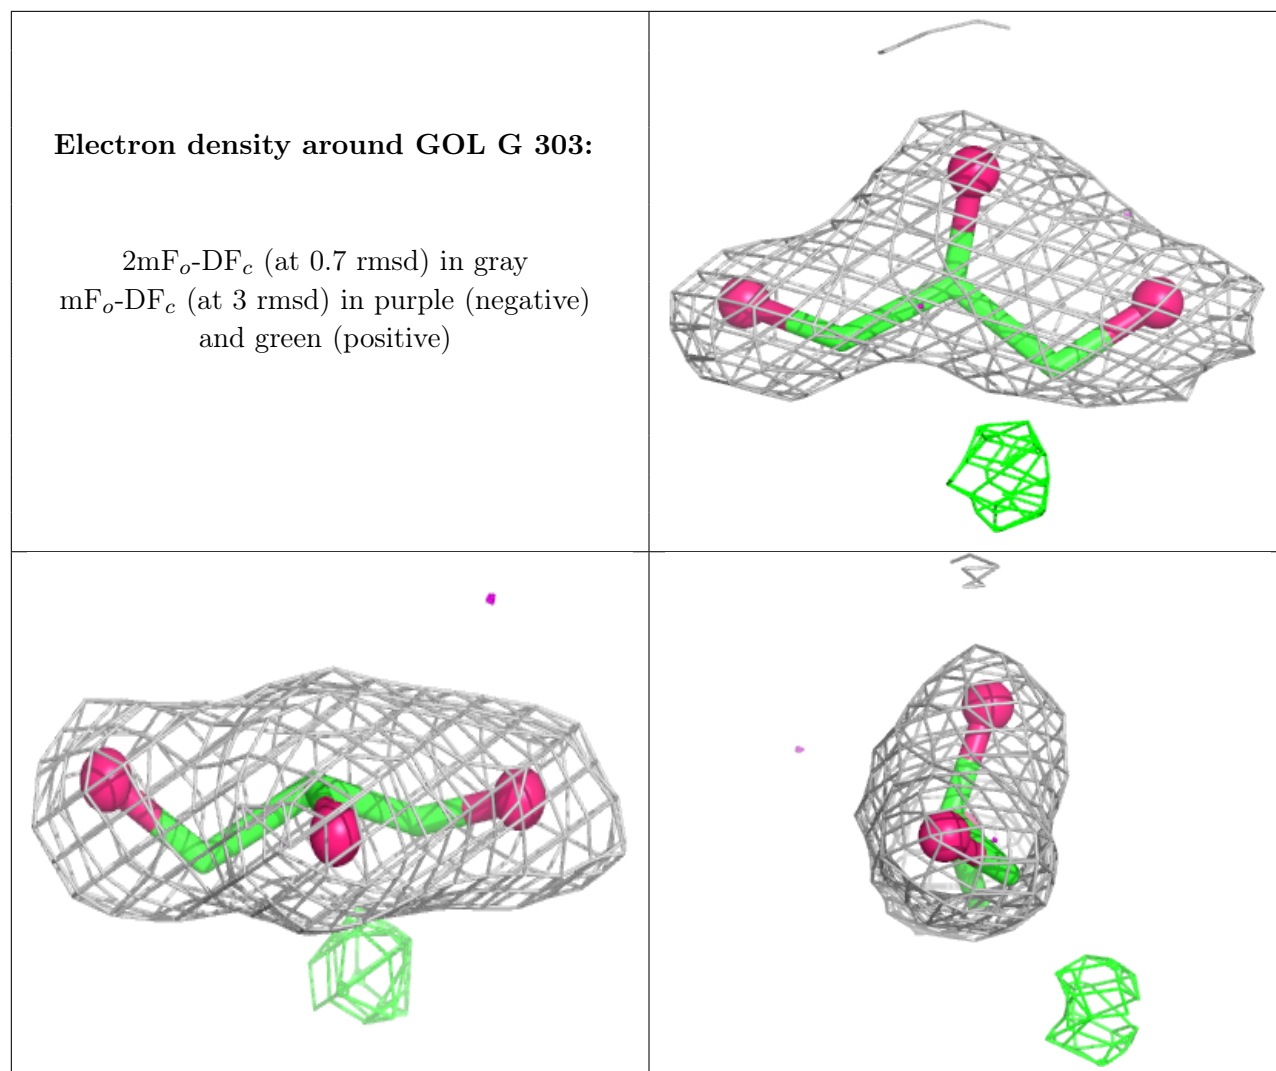 Electron density around GOL G 303:
2mFo-DFc (at 0.7 rmsd) in gray
mFo-DFc (at 3 rmsd) in purple (negative)
and green (positive)